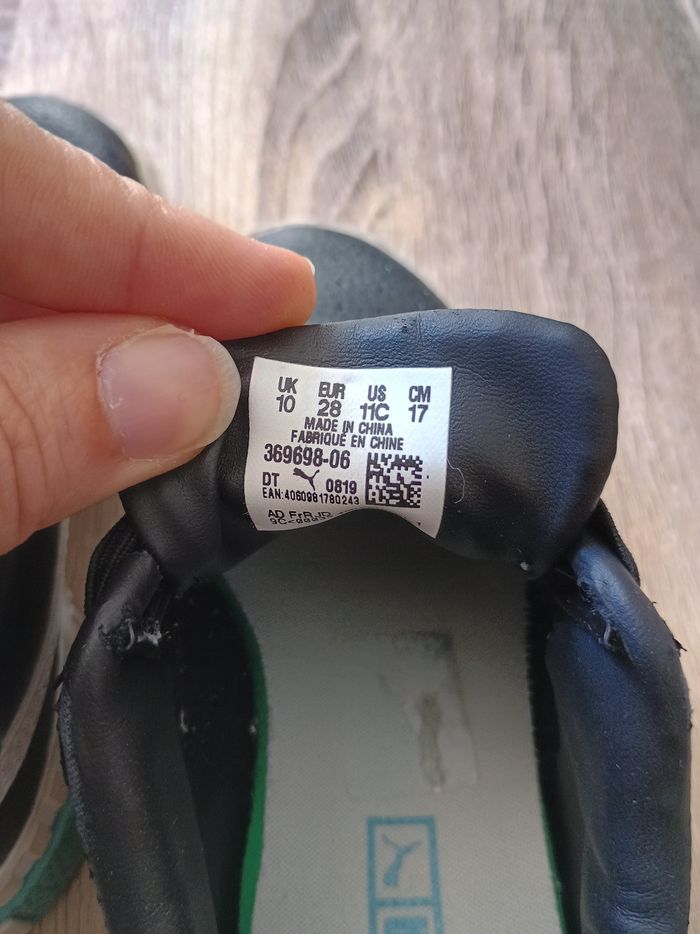 UK EUR US CM
10 28 11C 17
MADE IN CHINA
FABRIQUÉ EN CHINE
369698-06
DT 0819
EAN:4060981780243